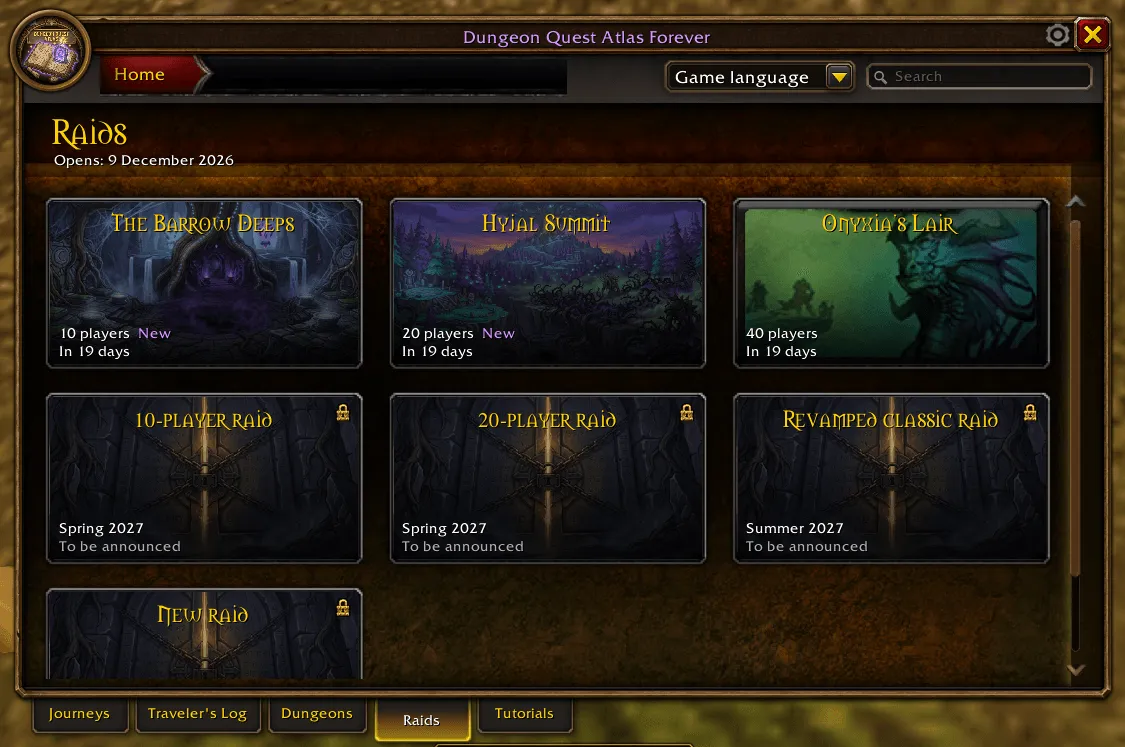 Dungeon Quest Atlas Forever
Home
Game language
Search
Raids
Opens: 9 December 2026
The Barrow Deeps
10 players New
In 19 days
Hyjal Summit
20 players New
In 19 days
Onyxia's Lair
40 players
In 19 days
10-player raid
Spring 2027
To be announced
20-player raid
Spring 2027
To be announced
Revamped classic raid
Summer 2027
To be announced
New raid
Journeys
Traveler's Log
Dungeons
Raids
Tutorials